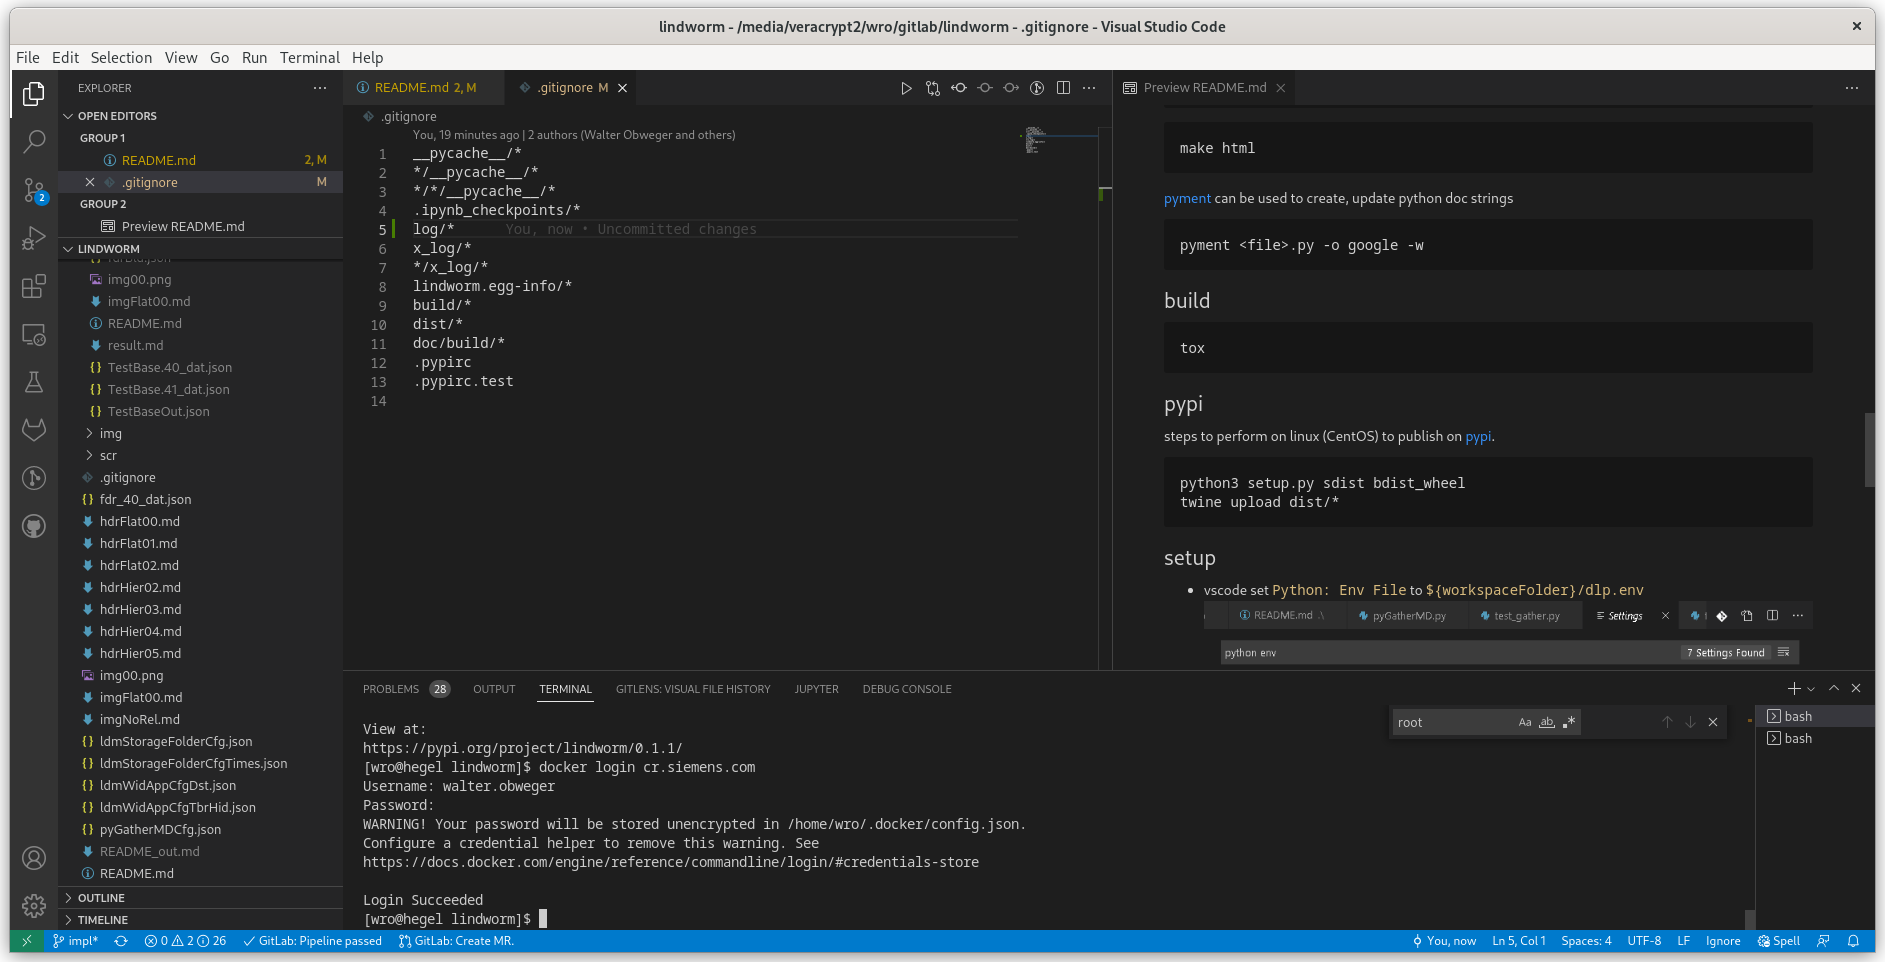 lindworm - /media/veracrypt2/wro/gitlab/lindworm - .gitignore - Visual Studio Code
File Edit Selection View Go Run Terminal Help
EXPLORER
OPEN EDITORS
GROUP 1
README.md 2, M
.gitignore M
GROUP 2
Preview README.md
LINDWORM
img00.png
imgFlat00.md
README.md
result.md
TestBase.40_dat.json
TestBase.41_dat.json
TestBaseOut.json
img
scr
.gitignore
fdr_40_dat.json
hdrFlat00.md
hdrFlat01.md
hdrFlat02.md
hdrHier02.md
hdrHier03.md
hdrHier04.md
hdrHier05.md
img00.png
imgFlat00.md
imgNoRel.md
ldmStorageFolderCfg.json
ldmStorageFolderCfgTimes.json
ldmWidAppCfgDst.json
ldmWidAppCfgTbrHid.json
pyGatherMDCfg.json
README_out.md
README.md
OUTLINE
TIMELINE
2
README.md 2, M
.gitignore M
.gitignore
You, 19 minutes ago | 2 authors (Walter Obweger and others)
1 __pycache__/*
2 */__pycache__/*
3 */*/__pycache__/*
4 .ipynb_checkpoints/*
5 log/* You, now • Uncommitted changes
6 x_log/*
7 */x_log/*
8 lindworm.egg-info/*
9 build/*
10 dist/*
11 doc/build/*
12 .pypirc
13 .pypirc.test
14
Preview README.md
make html
pyment can be used to create, update python doc strings
pyment <file>.py -o google -w
build
tox
pypi
steps to perform on linux (CentOS) to publish on pypi.
python3 setup.py sdist bdist_wheel
twine upload dist/*
setup
• vscode set Python: Env File to ${workspaceFolder}/dlp.env
README.md .\ pyGatherMD.py test_gather.py Settings
python env 7 Settings Found
PROBLEMS 28 OUTPUT TERMINAL GITLENS: VISUAL FILE HISTORY JUPYTER DEBUG CONSOLE
root Aa ab .*
bash
bash
View at:
https://pypi.org/project/lindworm/0.1.1/
[wro@hegel lindworm]$ docker login cr.siemens.com
Username: walter.obweger
Password:
WARNING! Your password will be stored unencrypted in /home/wro/.docker/config.json.
Configure a credential helper to remove this warning. See
https://docs.docker.com/engine/reference/commandline/login/#credentials-store
Login Succeeded
[wro@hegel lindworm]$
impl* 0 2 26 GitLab: Pipeline passed GitLab: Create MR. You, now Ln 5, Col 1 Spaces: 4 UTF-8 LF Ignore Spell